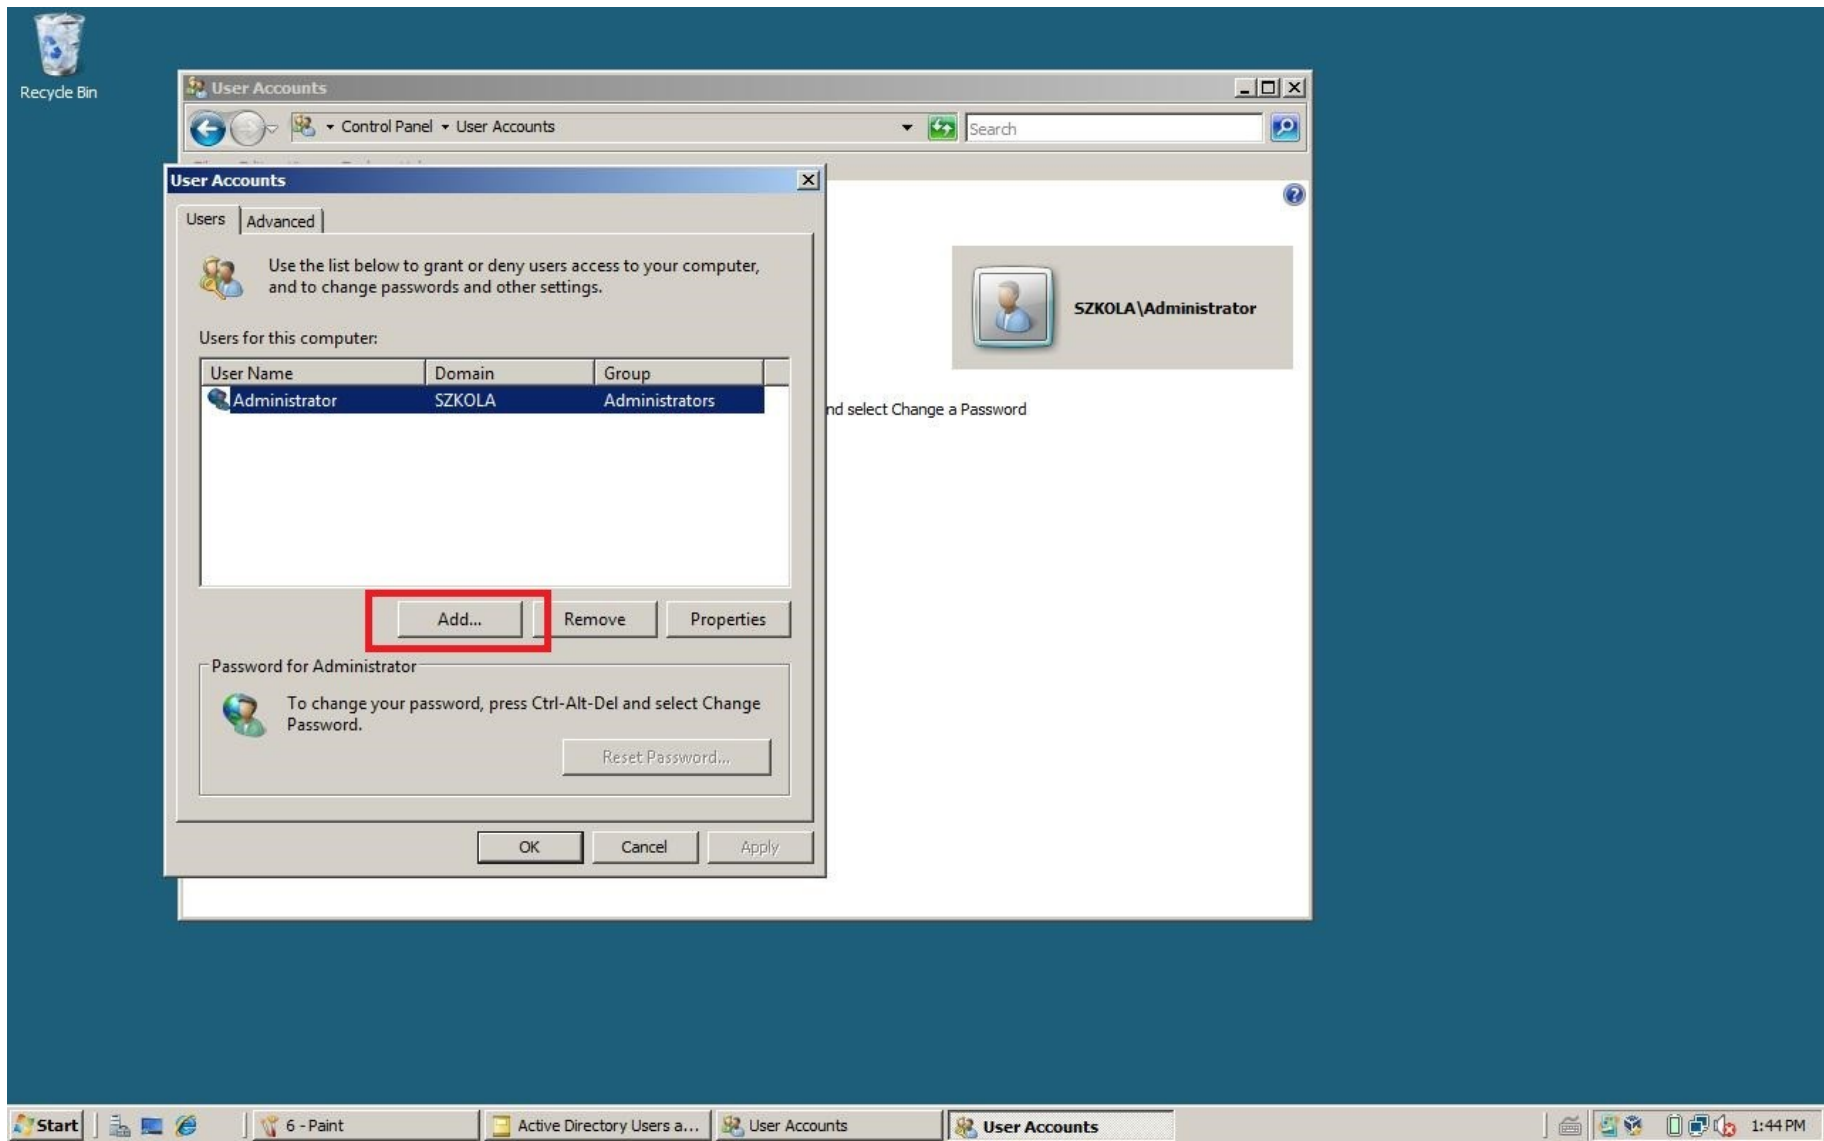 Recycle Bin
User Accounts
Control Panel
User Accounts
Search
User Accounts
Users
Advanced
Use the list below to grant or deny users access to your computer,
and to change passwords and other settings.
Users for this computer:
User Name Domain Group
Administrator SZKOLA Administrators
Add...
Remove
Properties
Password for Administrator
To change your password, press Ctrl-Alt-Del and select Change
Password.
Reset Password...
OK
Cancel
Apply
SZKOLA\Administrator
nd select Change a Password
Start
6 - Paint
Active Directory Users a...
User Accounts
User Accounts
1:44 PM